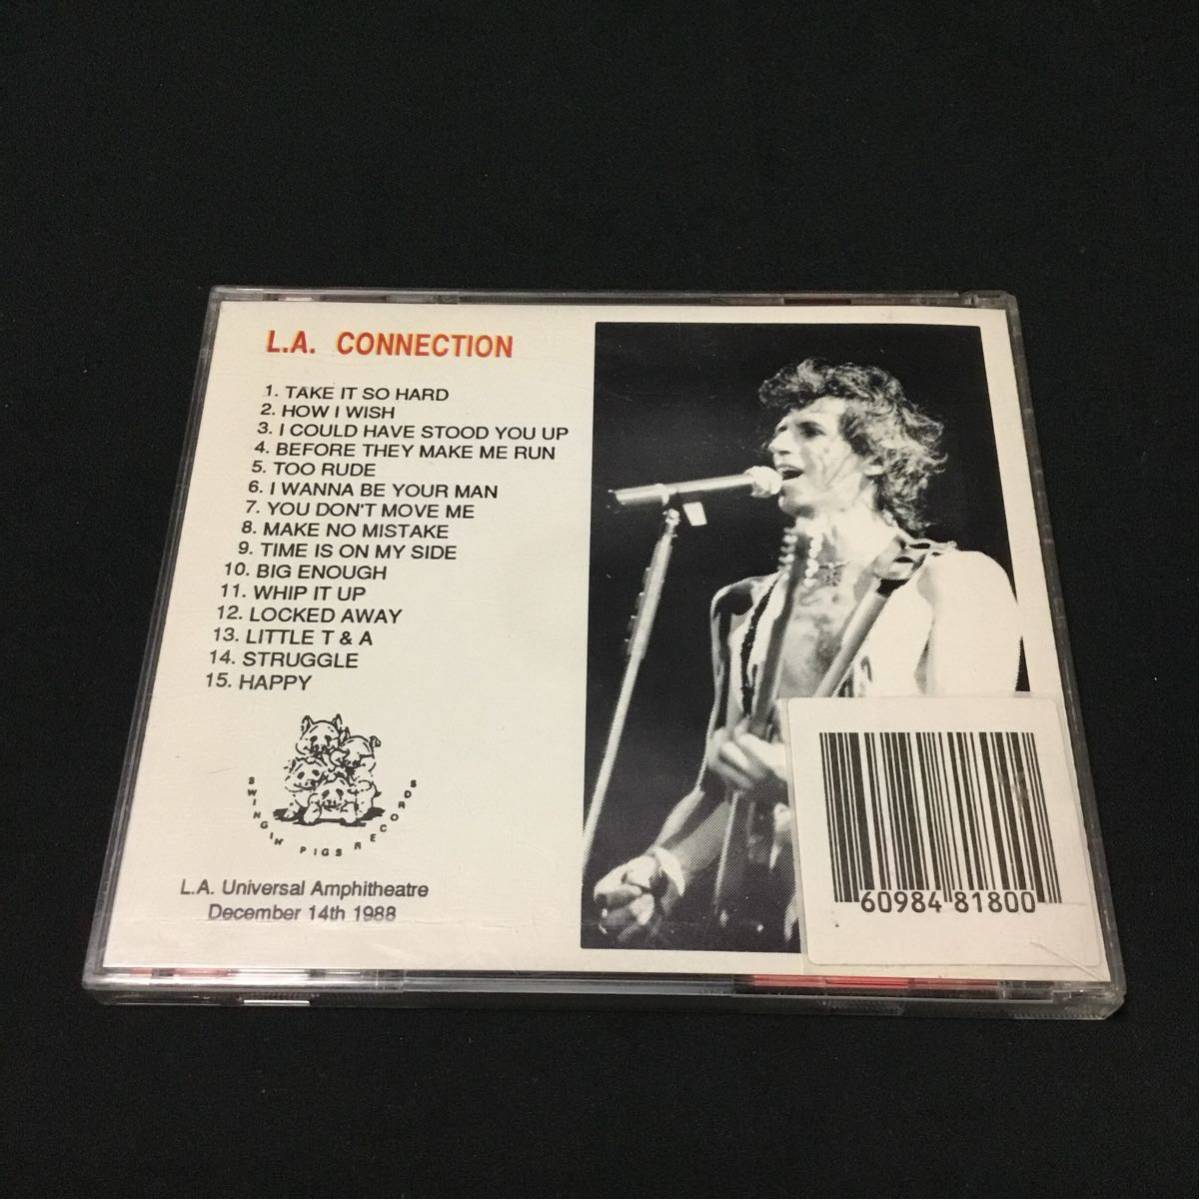 L.A. CONNECTION
1. TAKE IT SO HARD
2. HOW I WISH
3. I COULD HAVE STOOD YOU UP
4. BEFORE THEY MAKE ME RUN
5. TOO RUDE
6. I WANNA BE YOUR MAN
7. YOU DON'T MOVE ME
8. MAKE NO MISTAKE
9. TIME IS ON MY SIDE
10. BIG ENOUGH
11. WHIP IT UP
12. LOCKED AWAY
13. LITTLE T & A
14. STRUGGLE
15. HAPPY
SWINGIN' PIGS RECORDS
L.A. Universal Amphitheatre
December 14th 1988
60984 81800